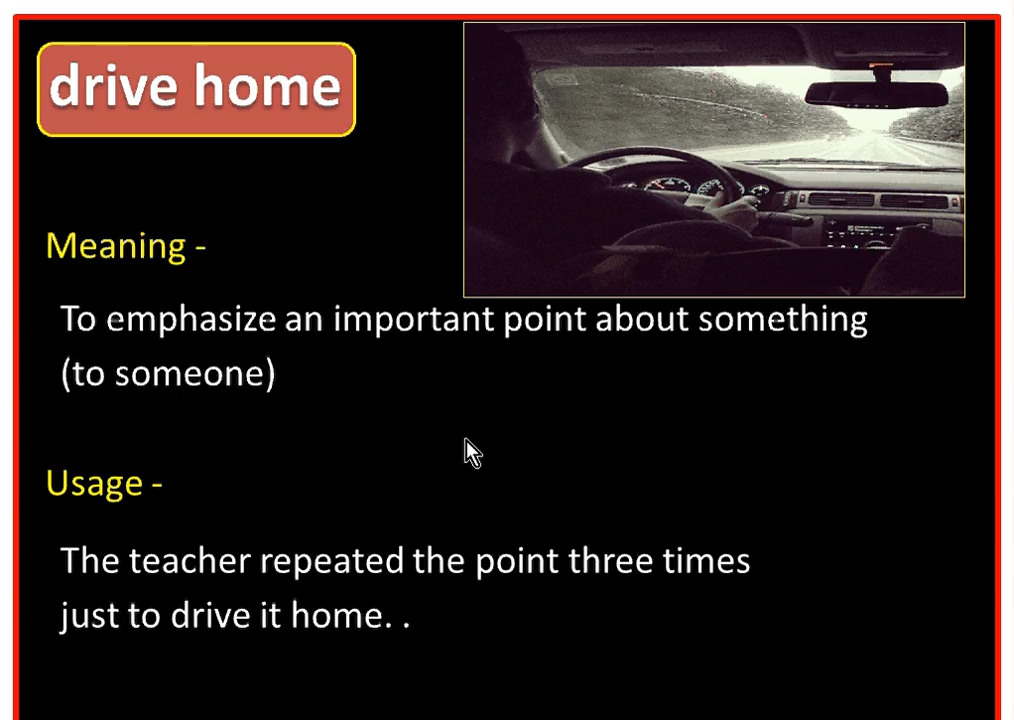 drive home
Meaning -
To emphasize an important point about something
(to someone)
Usage -
The teacher repeated the point three times
just to drive it home. .